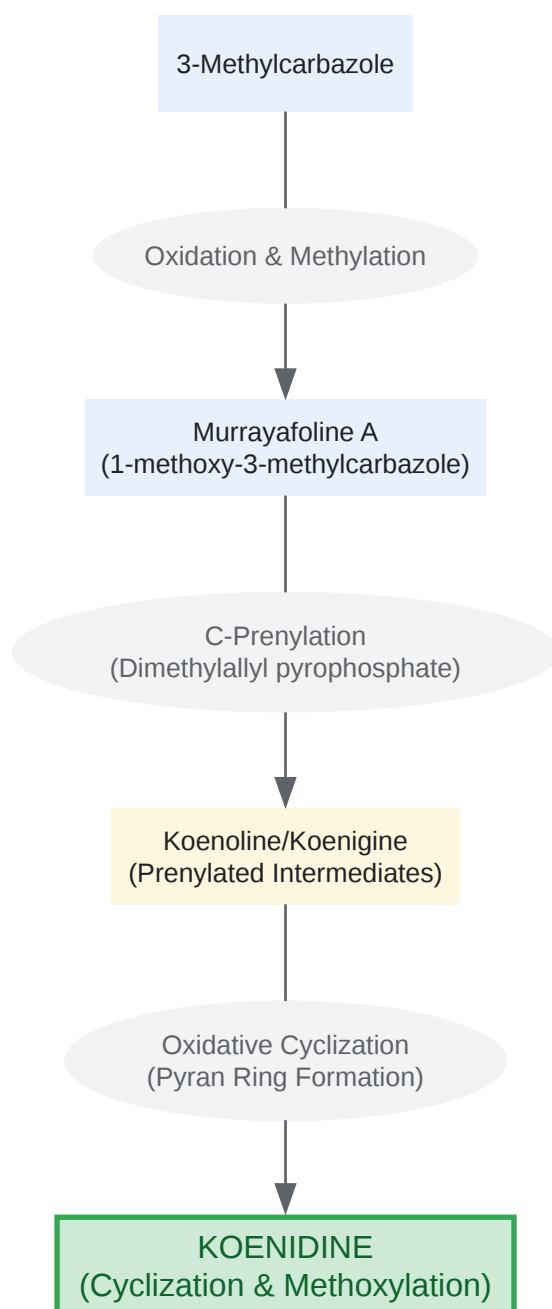 3-Methylcarbazole
Oxidation & Methylation
Murrayafoline A
(1-methoxy-3-methylcarbazole)
C-Prenylation
(Dimethylallyl pyrophosphate)
Koenoline/Koenigine
(Prenylated Intermediates)
Oxidative Cyclization
(Pyran Ring Formation)
KOENIDINE
(Cyclization & Methoxylation)